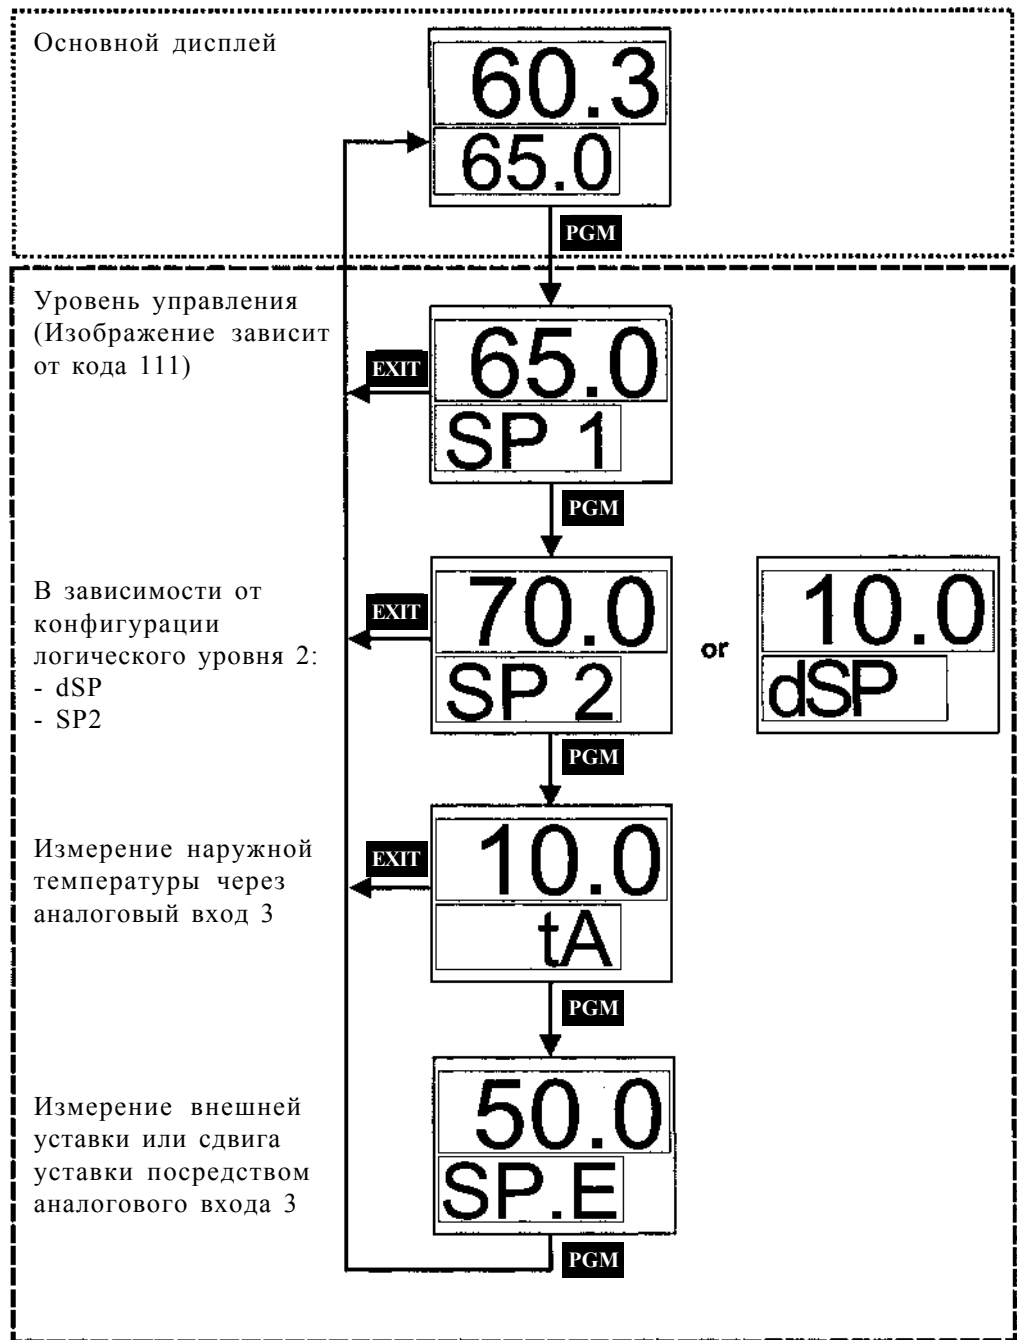 Основной дисплей
60.3
65.0
PGM
Уровень управления
(Изображение зависит
от кода 111)
EXIT
65.0
SP 1
PGM
В зависимости от
конфигурации
логического уровня 2:
- dSP
- SP2
EXIT
70.0
SP 2
or
10.0
dSP
PGM
Измерение наружной
температуры через
аналоговый вход 3
EXIT
10.0
tA
PGM
Измерение внешней
уставки или сдвига
уставки посредством
аналогового входа 3
50.0
SP.E
PGM